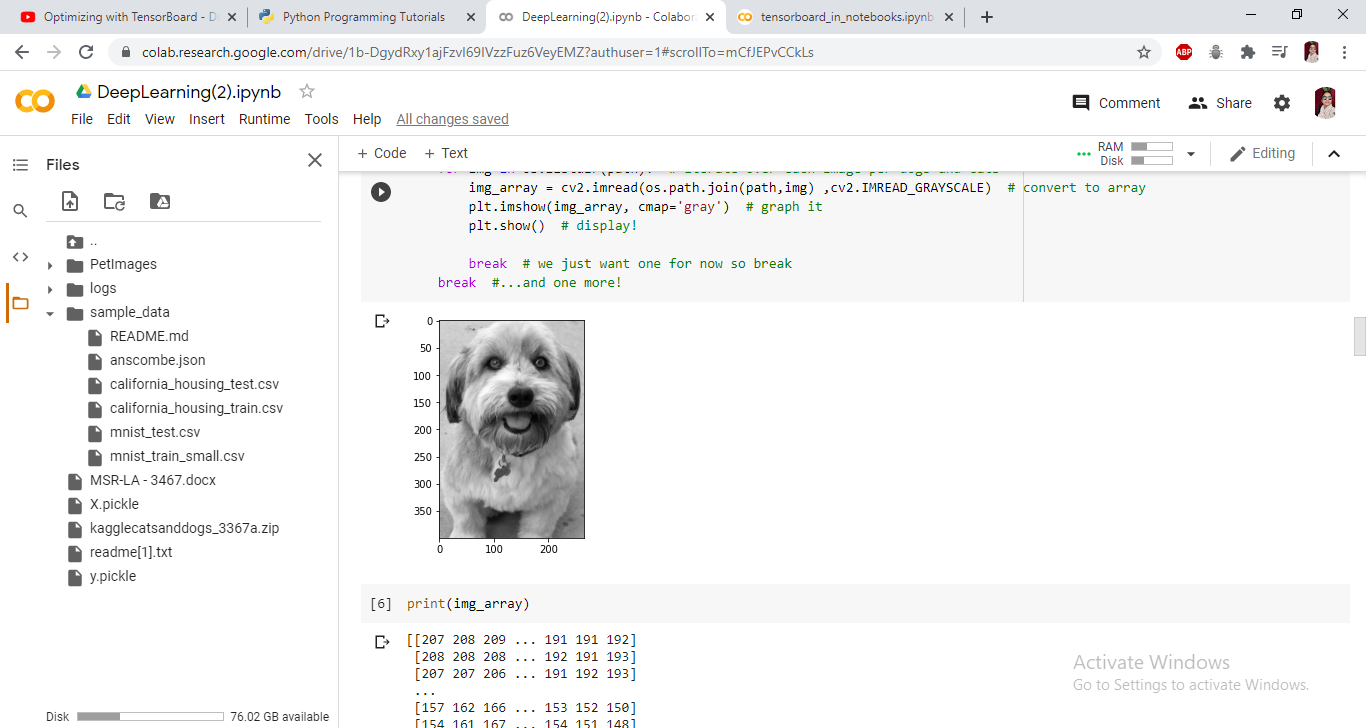 Optimizing with TensorBoard - D
Python Programming Tutorials
DeepLearning(2).ipynb - Colabor
tensorboard_in_notebooks.ipynb
colab.research.google.com/drive/1b-DgydRxy1ajFzvI69IVzzFuz6VeyEMZ?authuser=1#scrollTo=mCfJEPvCCkLs
ABP
DeepLearning(2).ipynb
File Edit View Insert Runtime Tools Help All changes saved
Comment
Share
Files
+ Code + Text
RAM
Disk
Editing
..
PetImages
logs
sample_data
README.md
anscombe.json
california_housing_test.csv
california_housing_train.csv
mnist_test.csv
mnist_train_small.csv
MSR-LA - 3467.docx
X.pickle
kagglecatsanddogs_3367a.zip
readme[1].txt
y.pickle
Disk 76.02 GB available
img_array = cv2.imread(os.path.join(path,img) ,cv2.IMREAD_GRAYSCALE)  # convert to array
plt.imshow(img_array, cmap='gray')  # graph it
plt.show()  # display!
break  # we just want one for now so break
break  #...and one more!
0
50
100
150
200
250
300
350
0 100 200
[6] print(img_array)
[[207 208 209 ... 191 191 192]
[208 208 208 ... 192 191 193]
[207 207 206 ... 191 192 193]
...
[157 162 166 ... 153 152 150]
[154 161 167 ... 154 151 148]
Activate Windows
Go to Settings to activate Windows.